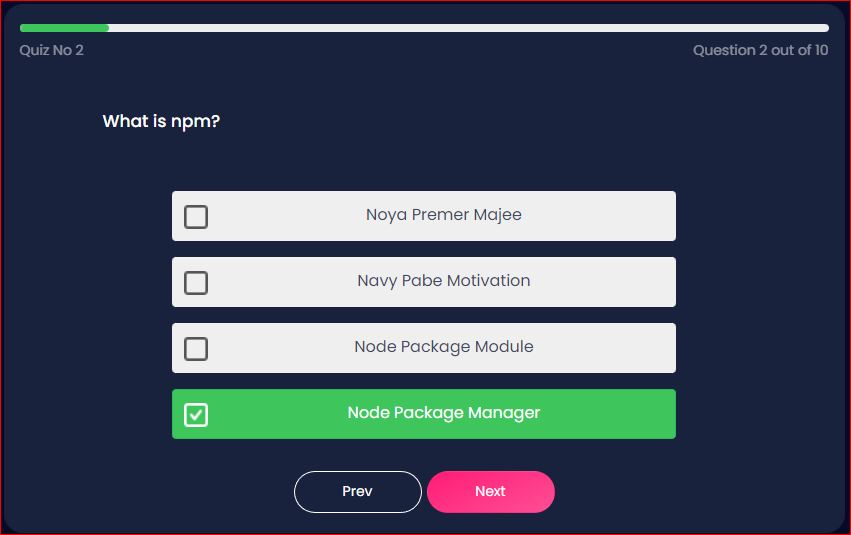 Quiz No 2
Question 2 out of 10
What is npm?
Noya Premer Majee
Navy Pabe Motivation
Node Package Module
Node Package Manager
Prev
Next